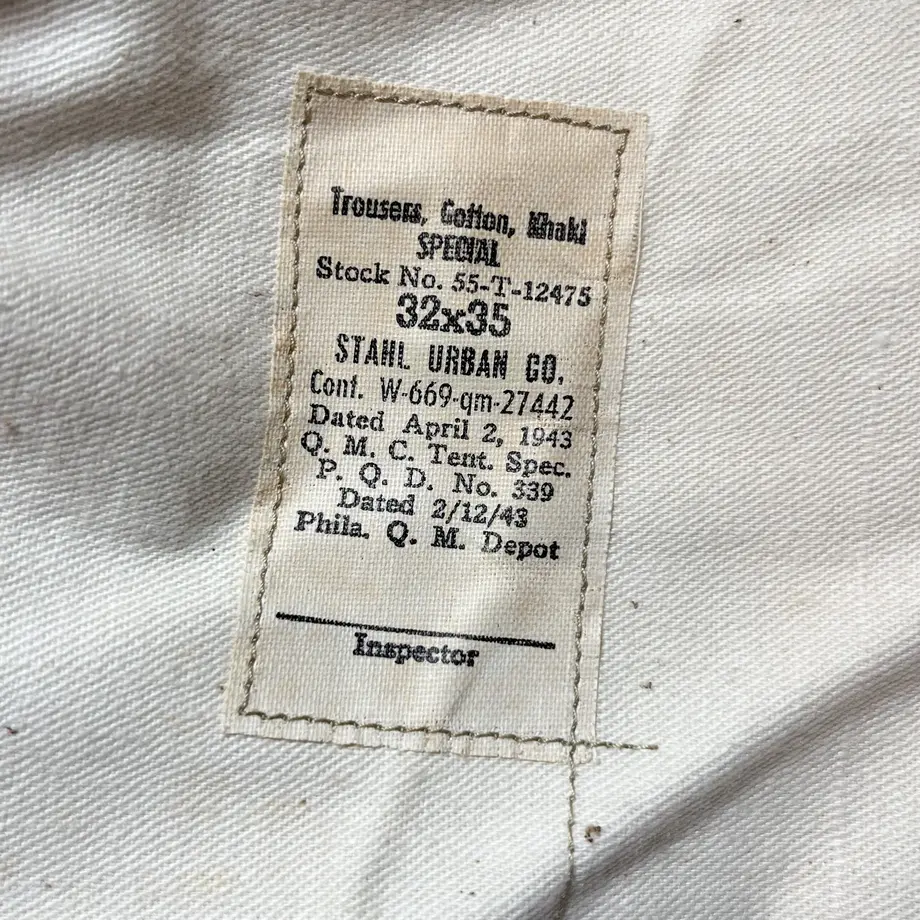 Trousers, Cotton, Khaki
SPECIAL
Stock No. 55-T-12475
32x35
STAHL URBAN CO.
Cont. W-669-qm-27442
Dated April 2, 1943
Q. M. C. Tent. Spec.
P. Q. D. No. 339
Dated 2/12/43
Phila. Q. M. Depot
Inspector